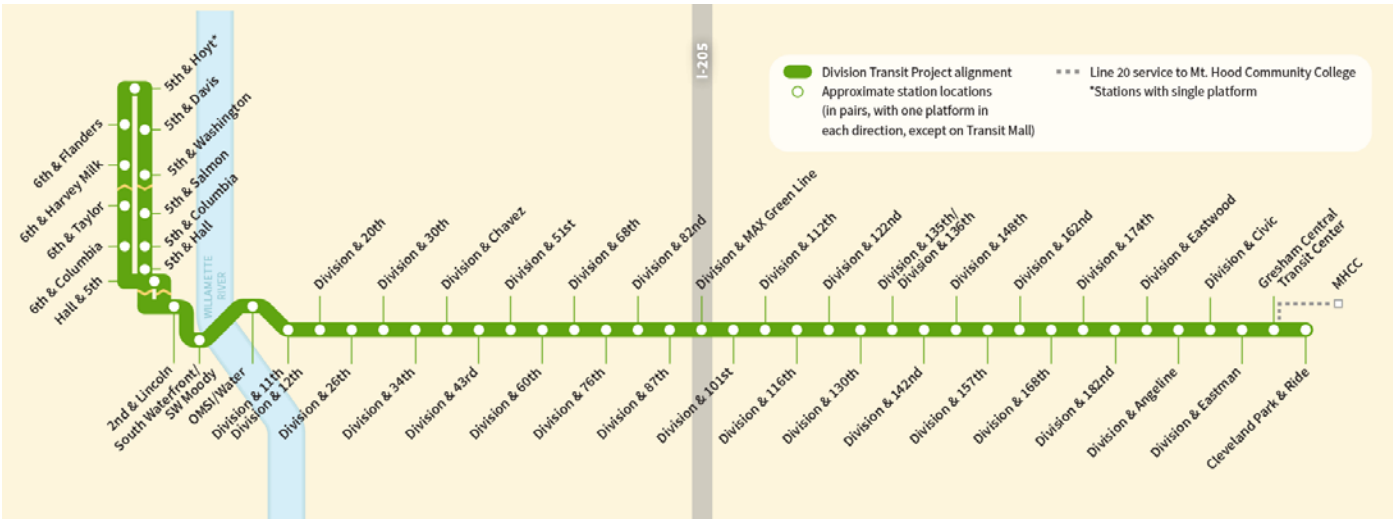 I-205
Division Transit Project alignment
Approximate station locations
(in pairs, with one platform in
each direction, except on Transit Mall)
Line 20 service to Mt. Hood Community College
*Stations with single platform
5th & Hoyt*
5th & Davis
5th & Washington
5th & Salmon
5th & Columbia
5th & Hall
6th & Flanders
6th & Harvey Milk
6th & Taylor
6th & Columbia
Hall & 5th
WILLAMETTE
RIVER
2nd & Lincoln
South Waterfront/
SW Moody
OMSI/Water
Division & 11th/
Division & 12th
Division & 20th
Division & 26th
Division & 30th
Division & 34th
Division & Chavez
Division & 43rd
Division & 51st
Division & 60th
Division & 68th
Division & 76th
Division & 82nd
Division & 87th
Division & MAX Green Line
Division & 101st
Division & 112th
Division & 116th
Division & 122nd
Division & 130th
Division & 135th/
Division & 136th
Division & 142nd
Division & 148th
Division & 157th
Division & 162nd
Division & 168th
Division & 174th
Division & 182nd
Division & Eastwood
Division & Angeline
Division & Civic
Division & Eastman
Gresham Central
Transit Center
Cleveland Park & Ride
MHCC